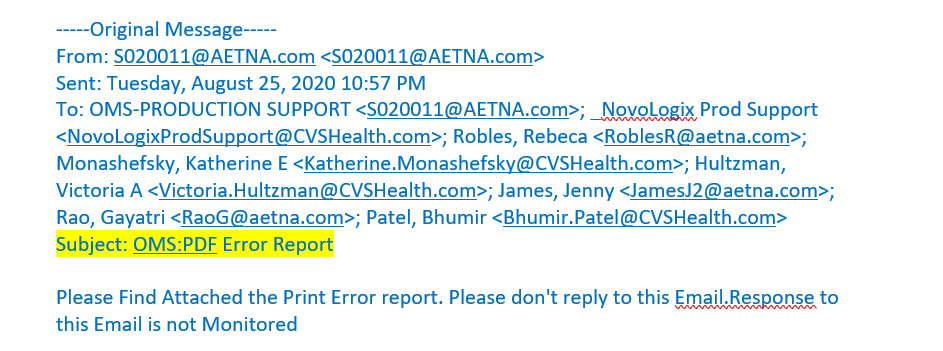 -----Original Message-----
From: S020011@AETNA.com <S020011@AETNA.com>
Sent: Tuesday, August 25, 2020 10:57 PM
To: OMS-PRODUCTION SUPPORT <S020011@AETNA.com>; _NovoLogix Prod Support
<NovoLogixProdSupport@CVSHealth.com>; Robles, Rebeca <RoblesR@aetna.com>;
Monashefsky, Katherine E <Katherine.Monashefsky@CVSHealth.com>; Hultzman,
Victoria A <Victoria.Hultzman@CVSHealth.com>; James, Jenny <JamesJ2@aetna.com>;
Rao, Gayatri <RaoG@aetna.com>; Patel, Bhumir <Bhumir.Patel@CVSHealth.com>
Subject: OMS:PDF Error Report
Please Find Attached the Print Error report. Please don't reply to this Email.Response to
this Email is not Monitored